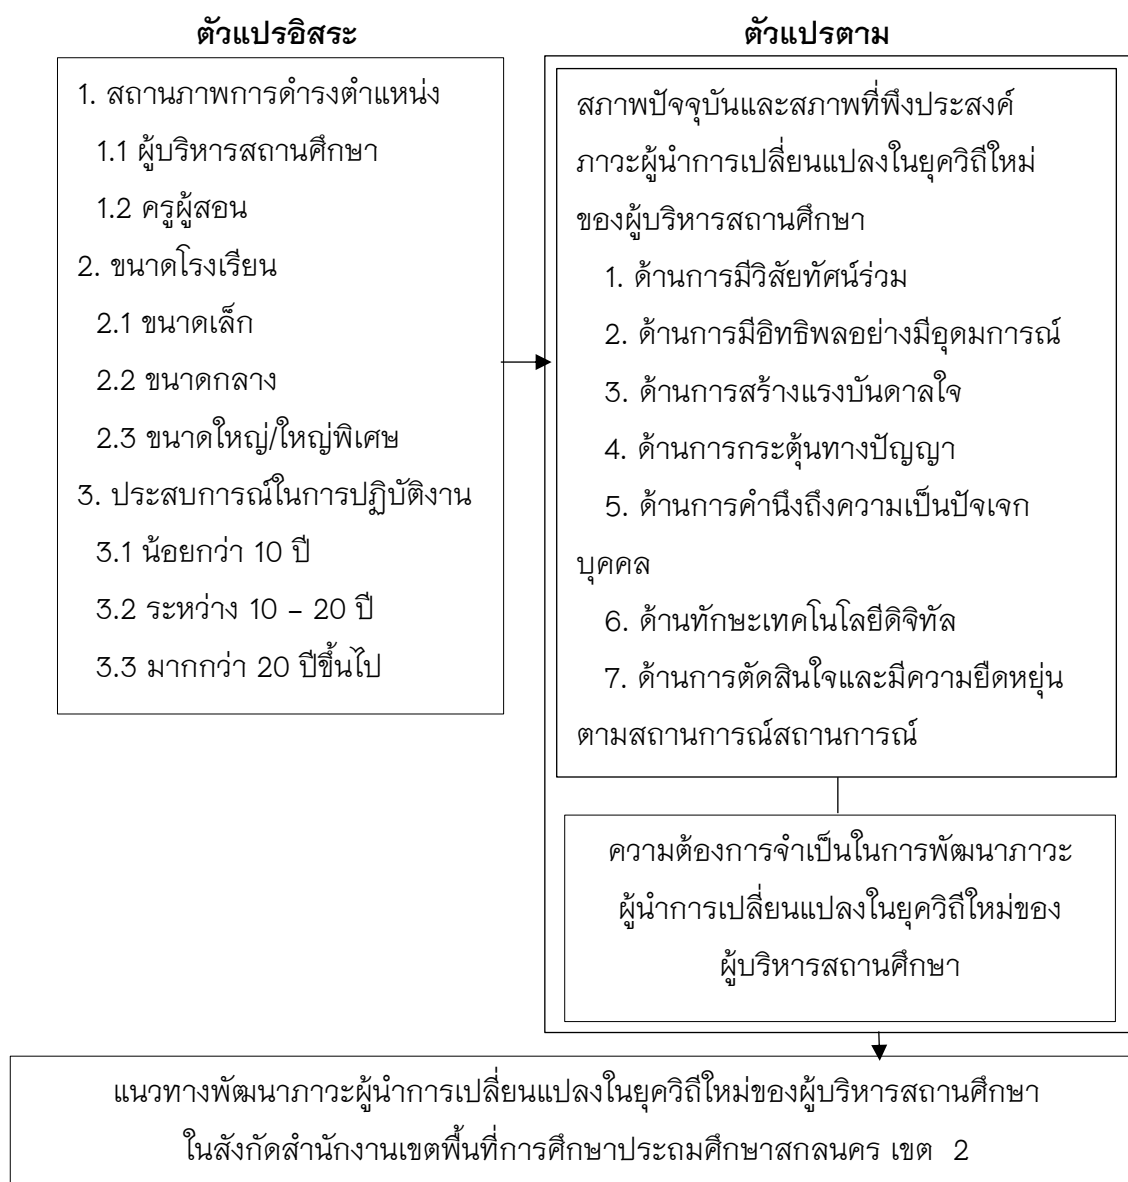 ตัวแปรอิสระ
1. สถานภาพการดำรงตำแหน่ง
1.1 ผู้บริหารสถานศึกษา
1.2 ครูผู้สอน
2. ขนาดโรงเรียน
2.1 ขนาดเล็ก
2.2 ขนาดกลาง
2.3 ขนาดใหญ่/ใหญ่พิเศษ
3. ประสบการณ์ในการปฏิบัติงาน
3.1 น้อยกว่า 10 ปี
3.2 ระหว่าง 10 – 20 ปี
3.3 มากกว่า 20 ปีขึ้นไป
ตัวแปรตาม
สภาพปัจจุบันและสภาพที่พึงประสงค์
ภาวะผู้นำการเปลี่ยนแปลงในยุควิถีใหม่
ของผู้บริหารสถานศึกษา
1. ด้านการมีวิสัยทัศน์ร่วม
2. ด้านการมีอิทธิพลอย่างมีอุดมการณ์
3. ด้านการสร้างแรงบันดาลใจ
4. ด้านการกระตุ้นทางปัญญา
5. ด้านการคำนึงถึงความเป็นปัจเจก
บุคคล
6. ด้านทักษะเทคโนโลยีดิจิทัล
7. ด้านการตัดสินใจและมีความยืดหยุ่น
ตามสถานการณ์สถานการณ์
ความต้องการจำเป็นในการพัฒนาภาวะ
ผู้นำการเปลี่ยนแปลงในยุควิถีใหม่ของ
ผู้บริหารสถานศึกษา
แนวทางพัฒนาภาวะผู้นำการเปลี่ยนแปลงในยุควิถีใหม่ของผู้บริหารสถานศึกษา
ในสังกัดสำนักงานเขตพื้นที่การศึกษาประถมศึกษาสกลนคร เขต 2